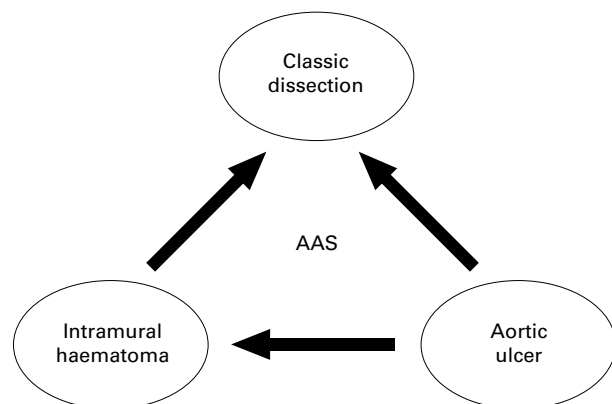 Classic
dissection
AAS
Intramural
haematoma
Aortic
ulcer